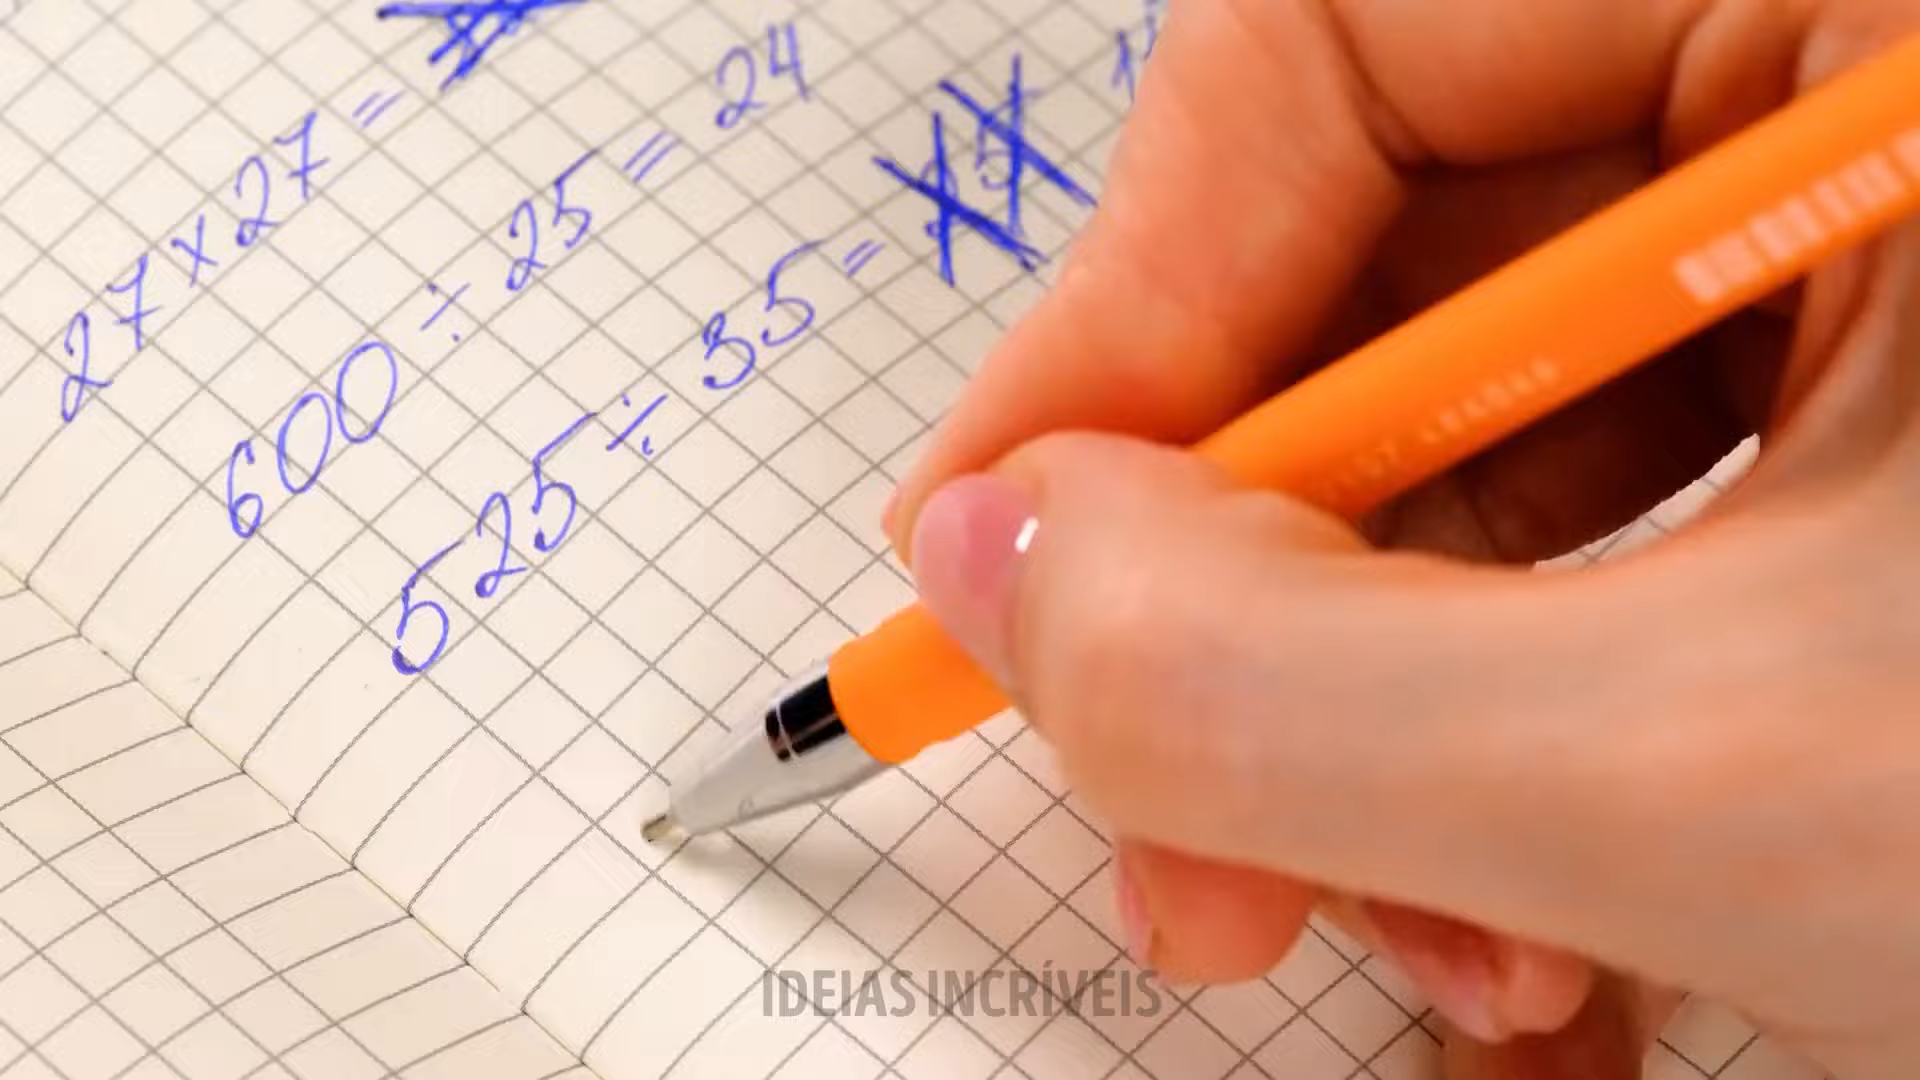 27 x 27 =
600 ÷ 25 = 24
525 ÷ 35 =
IDEIAS INCRÍVEIS